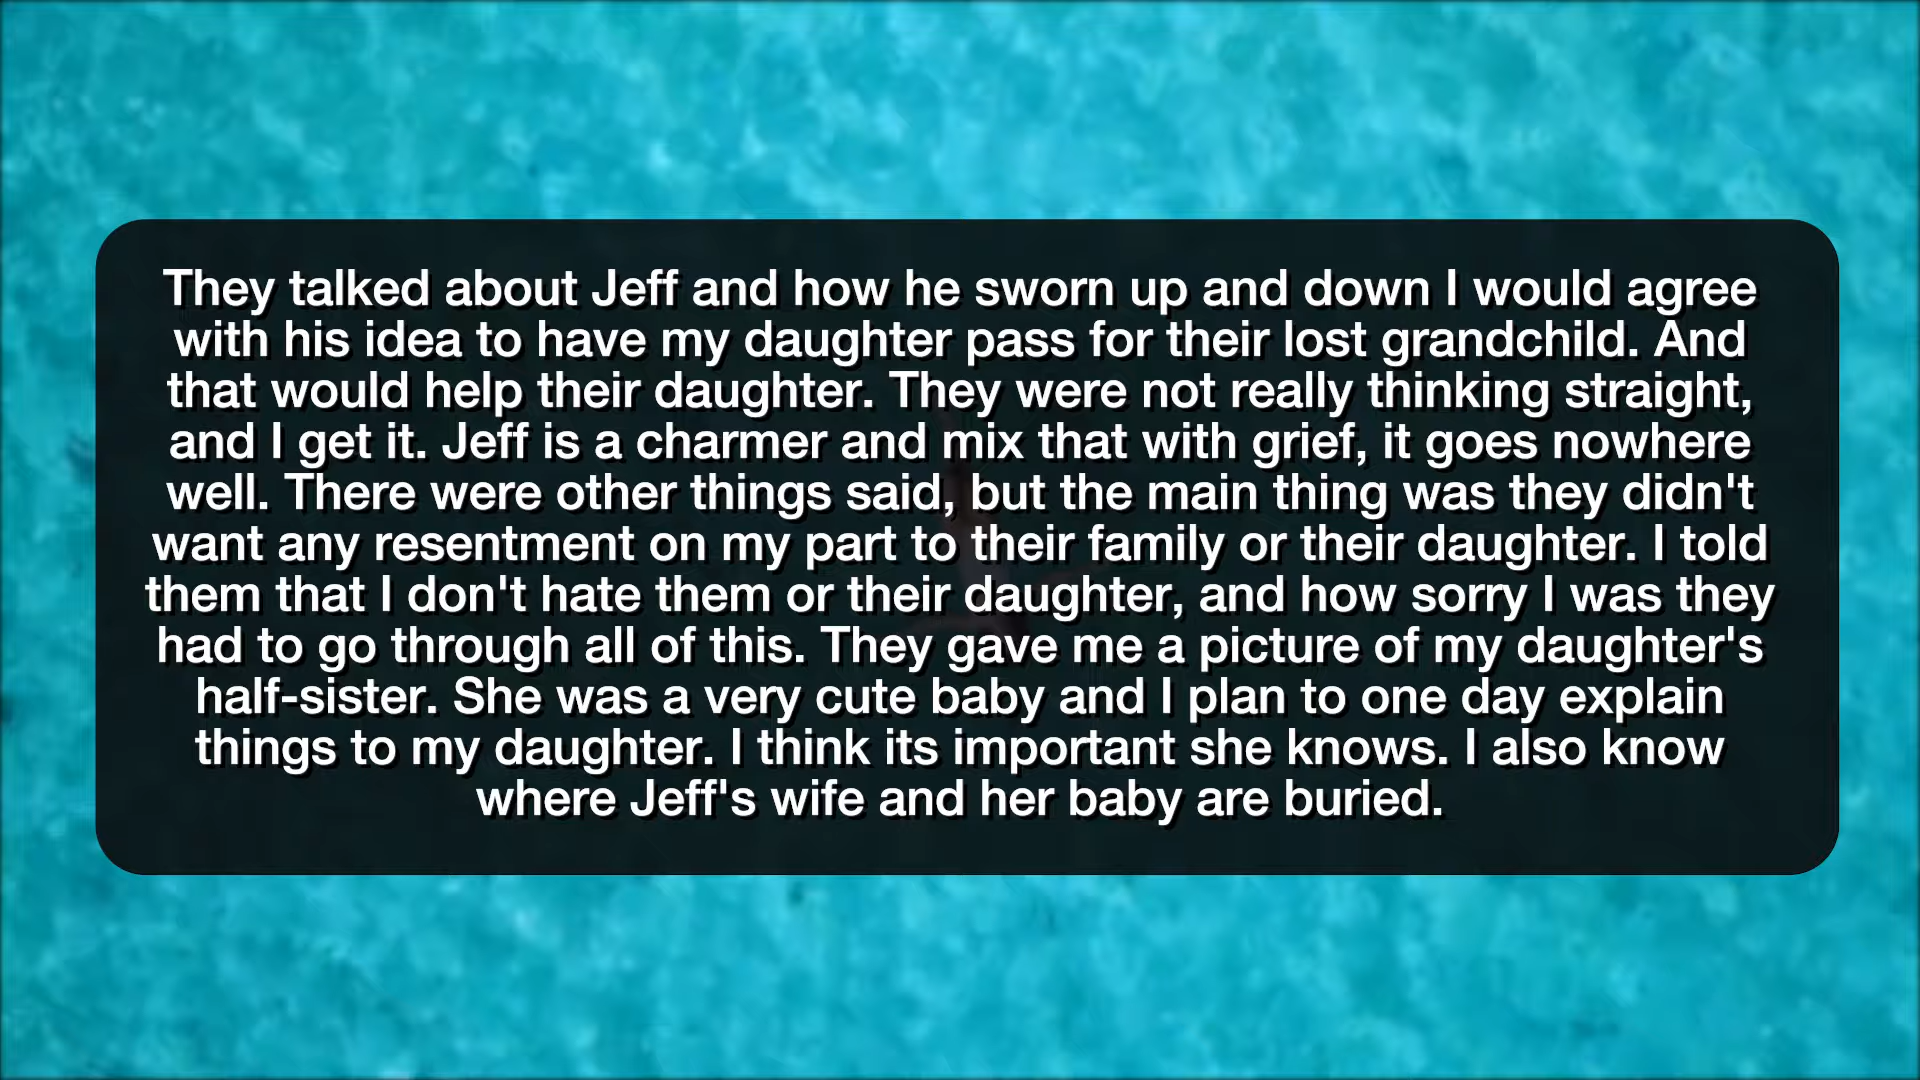 They talked about Jeff and how he sworn up and down I would agree
with his idea to have my daughter pass for their lost grandchild. And
that would help their daughter. They were not really thinking straight,
and I get it. Jeff is a charmer and mix that with grief, it goes nowhere
well. There were other things said, but the main thing was they didn't
want any resentment on my part to their family or their daughter. I told
them that I don't hate them or their daughter, and how sorry I was they
had to go through all of this. They gave me a picture of my daughter's
half-sister. She was a very cute baby and I plan to one day explain
things to my daughter. I think its important she knows. I also know
where Jeff's wife and her baby are buried.